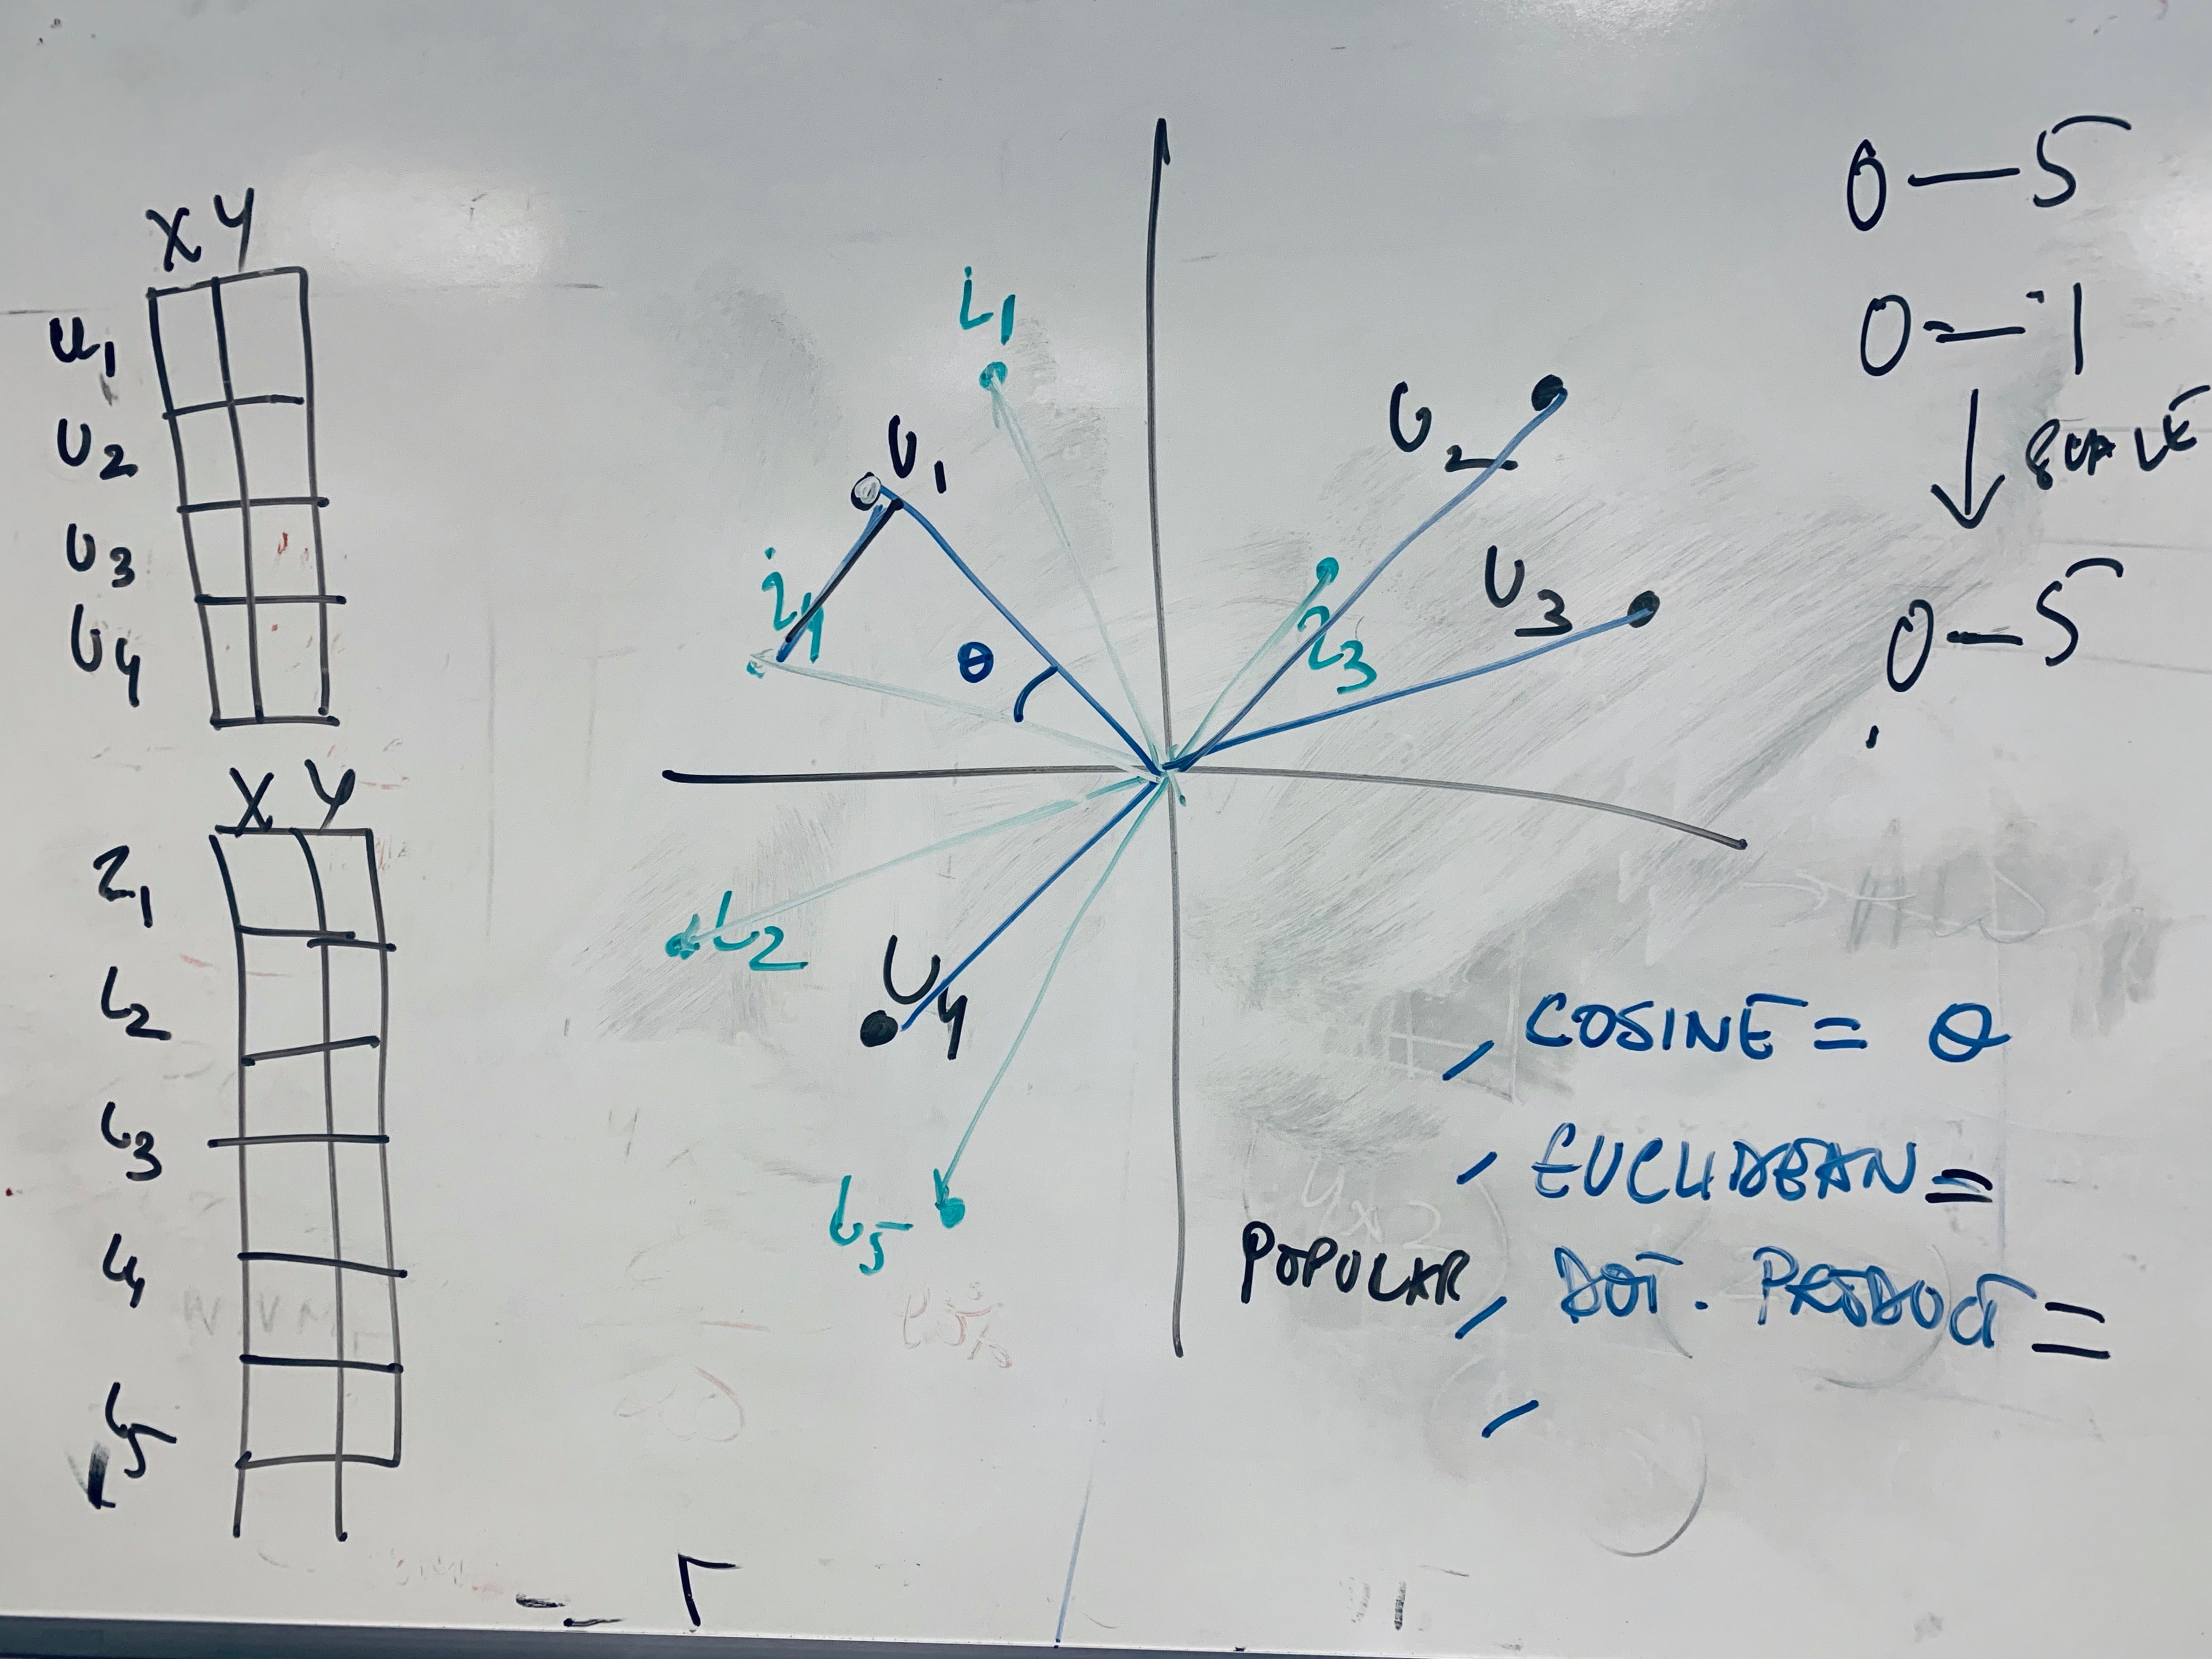 X Y
U1
U2
U3
U4
X Y
i1
i2
i3
i4
i5
i1
U1
i4
θ
U2
i3
U3
i2
U4
i5
0—5
0—1
0—5
COSINE = θ
EUCLIDEAN =
POPULAR, DOT. PRODUCT =